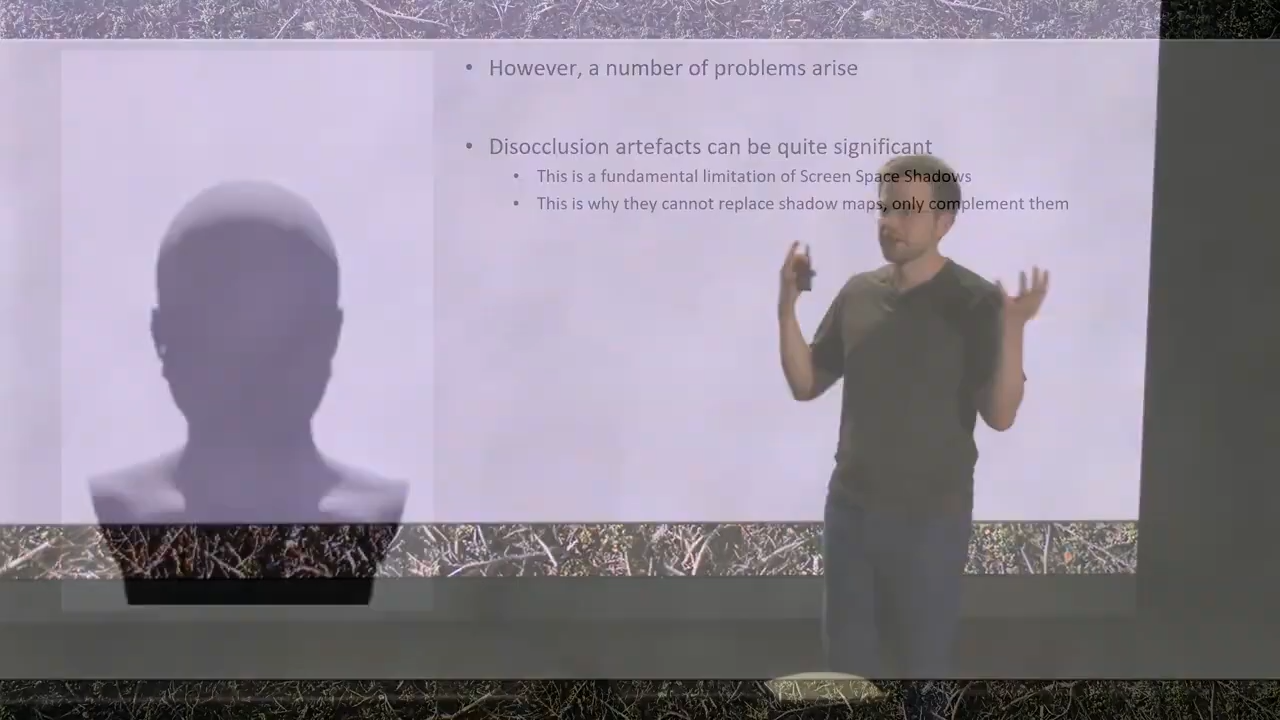 However, a number of problems arise
Disocclusion artefacts can be quite significant
This is a fundamental limitation of Screen Space Shadows
This is why they cannot replace shadow maps, only complement them